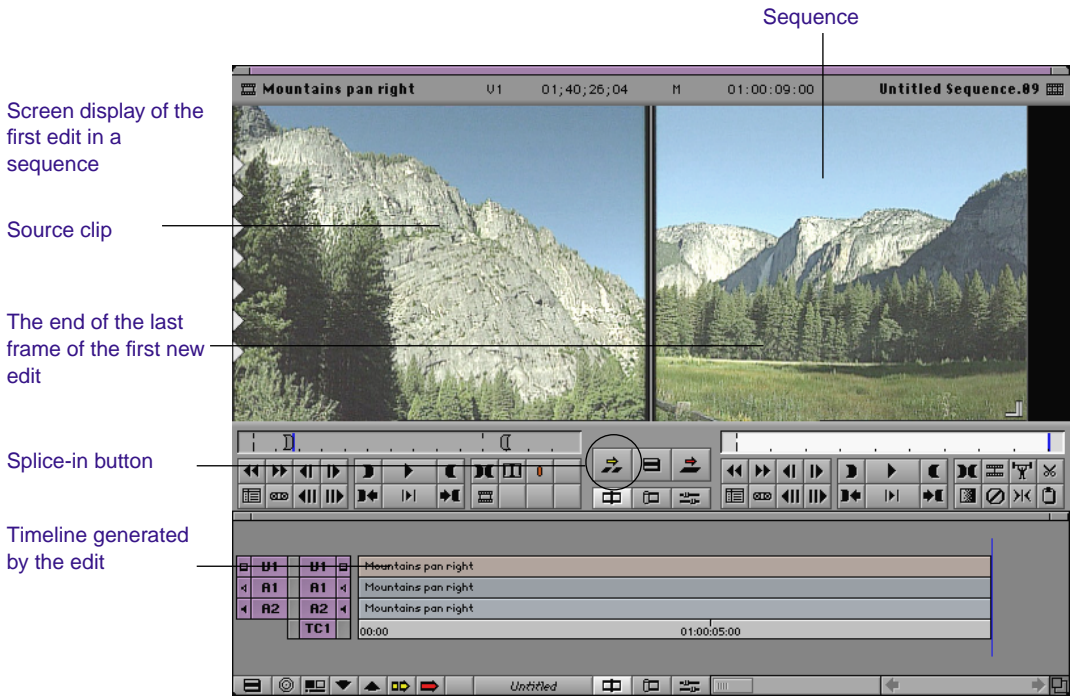 Sequence
Mountains pan right V1 01;40;26;04 M 01:00:09:00 Untitled Sequence.09
Screen display of the
first edit in a
sequence
Source clip
The end of the last
frame of the first new
edit
Splice-in button
Timeline generated
by the edit
V1 V1 Mountains pan right
A1 A1 Mountains pan right
A2 A2 Mountains pan right
TC1 00:00 01:00:05:00
Untitled